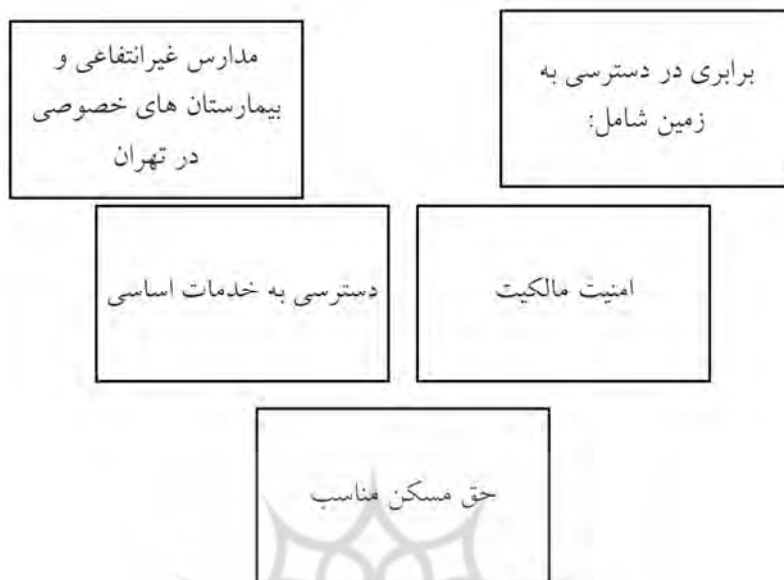 برابری در دسترسی به
زمین شامل:
مدارس غیرانتفاعی و
بیمارستان های خصوصی
در تهران
امنیت مالکیت
دسترسی به خدمات اساسی
حق مسکن مناسب